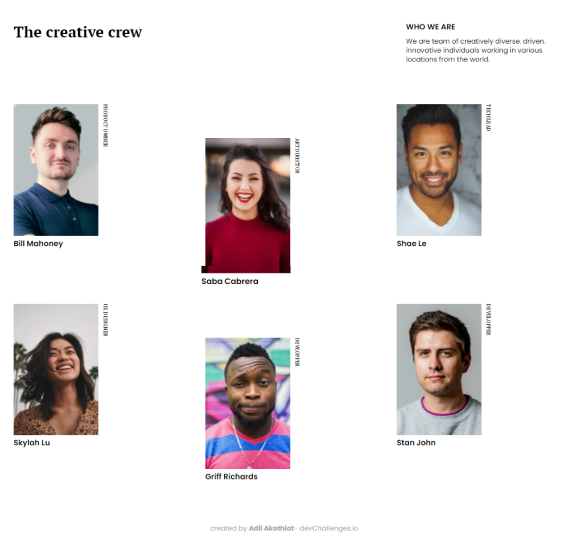 The creative crew
WHO WE ARE
We are team of creatively diverse. driven.
innovative individuals working in various
locations from the world.
PRODUCT OWNER
Bill Mahoney
ART DIRECTOR
Saba Cabrera
TECH LEAD
Shae Le
UX DESIGNER
Skylah Lu
DEVELOPER
Griff Richards
DEVELOPER
Stan John
created by Adil Akothiat - devChallenges.io